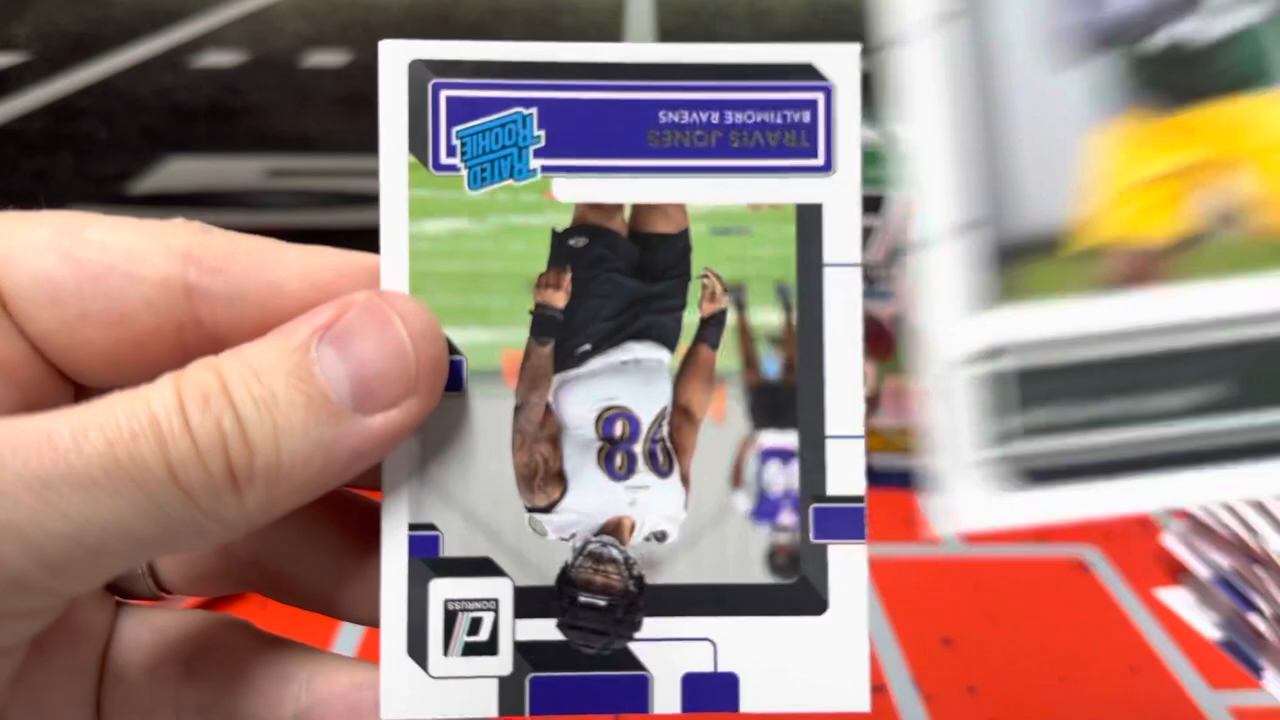 DONRUSS
98
RATED
ROOKIE
TRAVIS JONES
BALTIMORE RAVENS